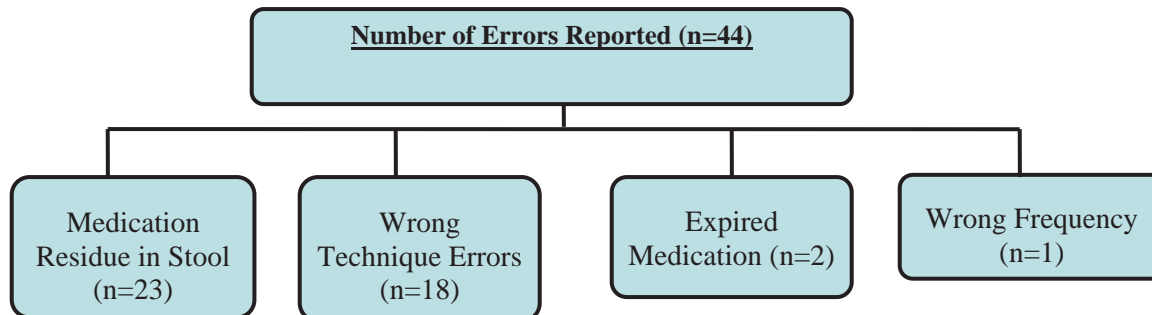 Number of Errors Reported (n=44)
Medication
Residue in Stool
(n=23)
Wrong
Technique Errors
(n=18)
Expired
Medication (n=2)
Wrong Frequency
(n=1)